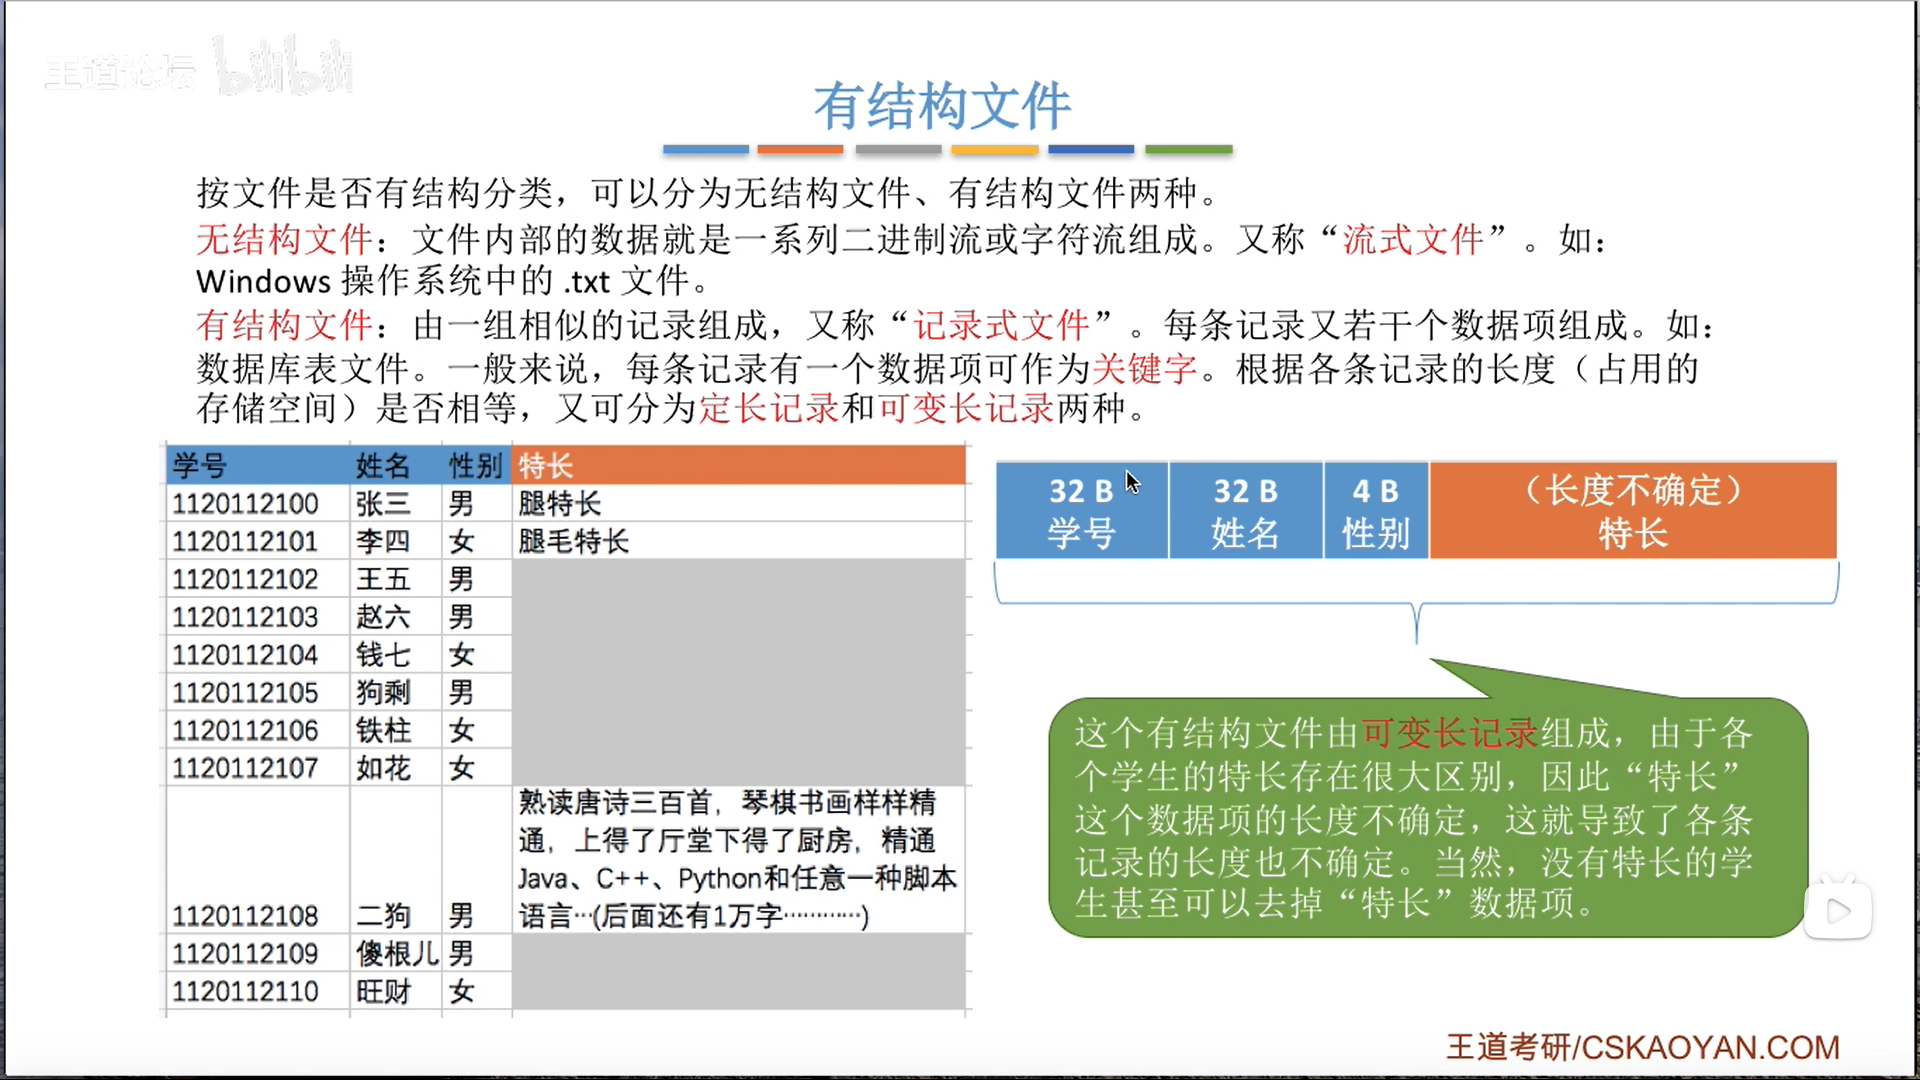 王道论坛 bilibili
有结构文件
按文件是否有结构分类，可以分为无结构文件、有结构文件两种。
无结构文件：文件内部的数据就是一系列二进制流或字符流组成。又称“流式文件”。如：
Windows 操作系统中的 .txt 文件。
有结构文件：由一组相似的记录组成，又称“记录式文件”。每条记录又若干个数据项组成。如：
数据库表文件。一般来说，每条记录有一个数据项可作为关键字。根据各条记录的长度（占用的
存储空间）是否相等，又可分为定长记录和可变长记录两种。
学号 姓名 性别 特长
1120112100 张三 男 腿特长
1120112101 李四 女 腿毛特长
1120112102 王五 男
1120112103 赵六 男
1120112104 钱七 女
1120112105 狗剩 男
1120112106 铁柱 女
1120112107 如花 女
熟读唐诗三百首，琴棋书画样样精
通，上得了厅堂下得了厨房，精通
Java、C++、Python和任意一种脚本
1120112108 二狗 男 语言…(后面还有1万字…………)
1120112109 傻根儿 男
1120112110 旺财 女
32 B 32 B 4 B （长度不确定）
学号 姓名 性别 特长
这个有结构文件由可变长记录组成，由于各
个学生的特长存在很大区别，因此“特长”
这个数据项的长度不确定，这就导致了各条
记录的长度也不确定。当然，没有特长的学
生甚至可以去掉“特长”数据项。
王道考研/CSKAOYAN.COM